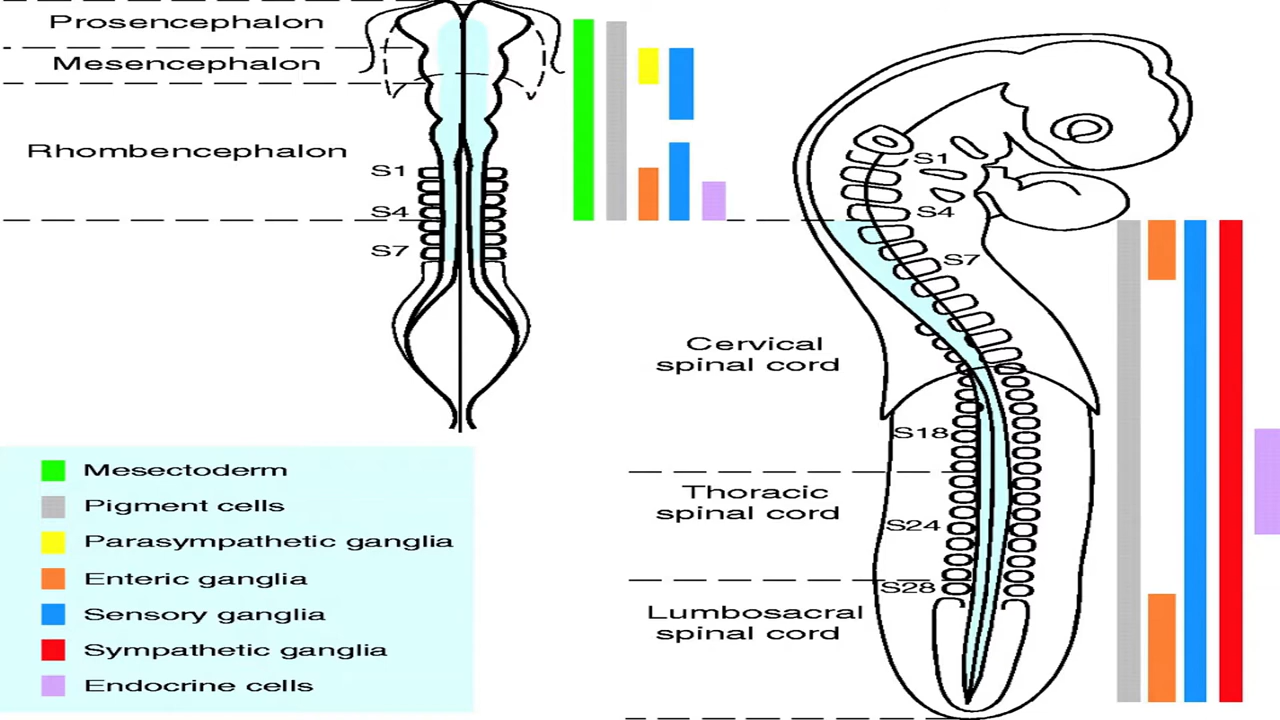 Prosencephalon
Mesencephalon
Rhombencephalon
S1
S4
S7
S1
S4
S7
Cervical
spinal cord
S18
Thoracic
spinal cord
S24
S28
Lumbosacral
spinal cord
Mesectoderm
Pigment cells
Parasympathetic ganglia
Enteric ganglia
Sensory ganglia
Sympathetic ganglia
Endocrine cells